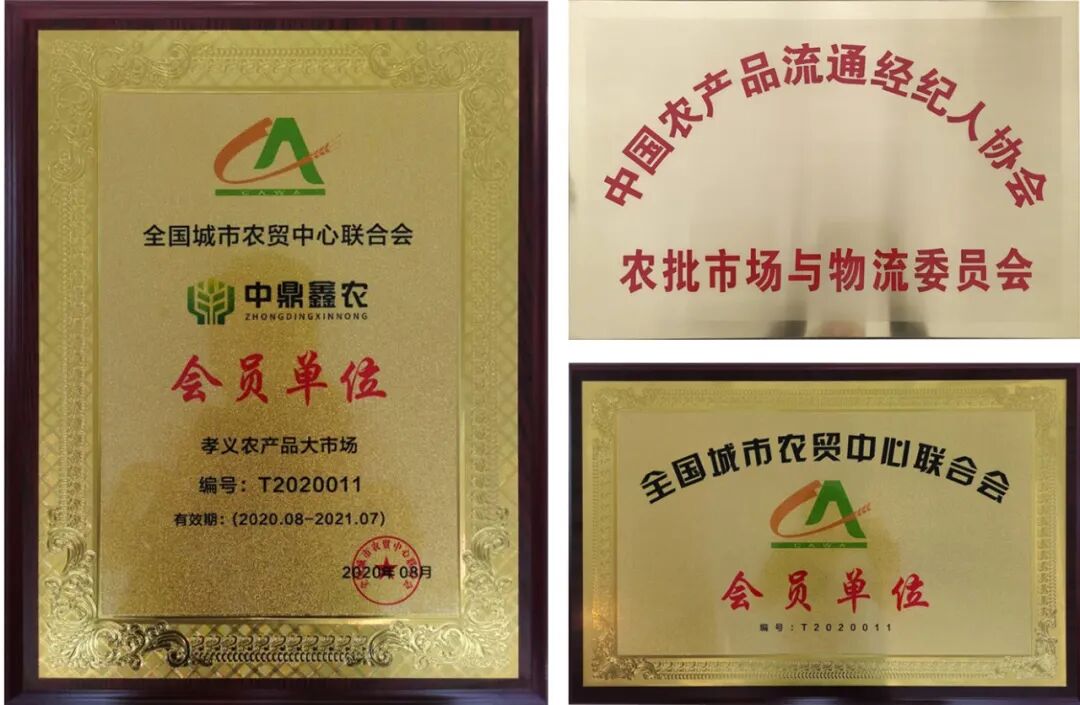 CAWA
全国城市农贸中心联合会
中鼎鑫农
ZHONGDINGXINNONG
会员单位
孝义农产品大市场
编号：T2020011
有效期：(2020.08-2021.07)
2020年08月
中国农产品流通经纪人协会
农批市场与物流委员会
全国城市农贸中心联合会
CAWA
会员单位
编号：T2020011